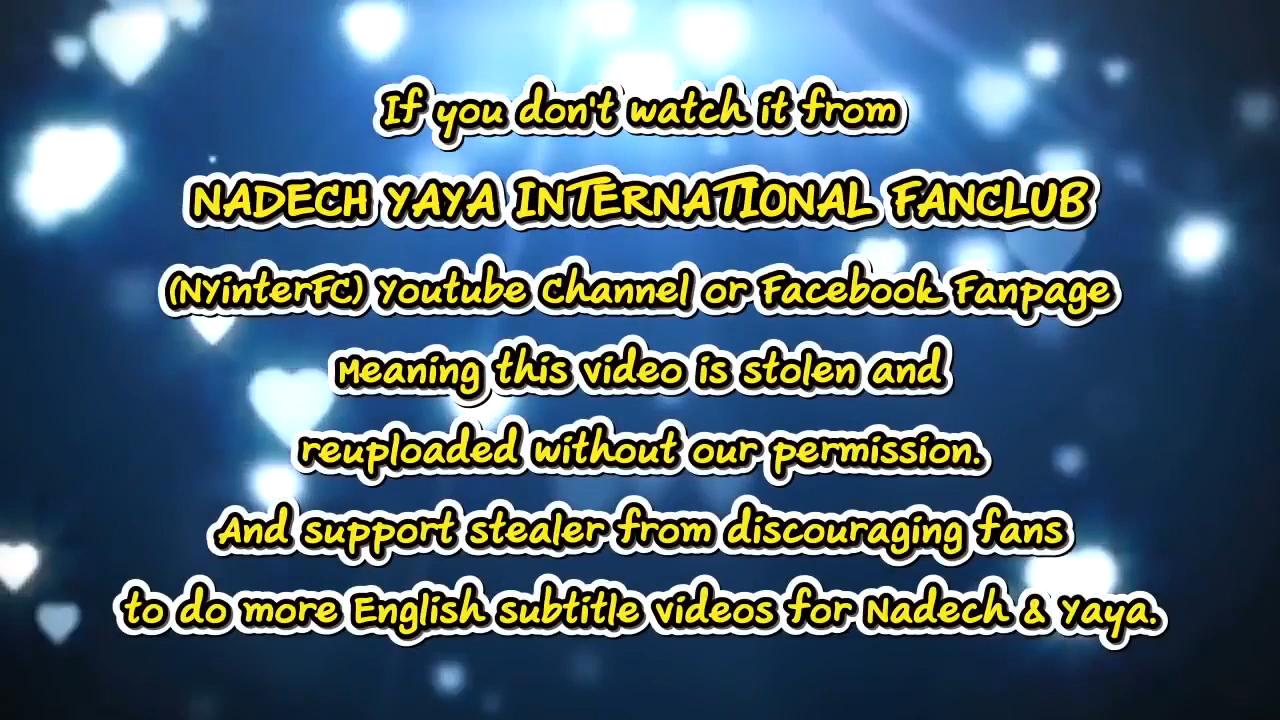 If you don't watch it from
NADECH YAYA INTERNATIONAL FANCLUB
(NYinterFC) Youtube Channel or Facebook Fanpage
Meaning this video is stolen and
reuploaded without our permission.
And support stealer from discouraging fans
to do more English subtitle videos for Nadech & Yaya.